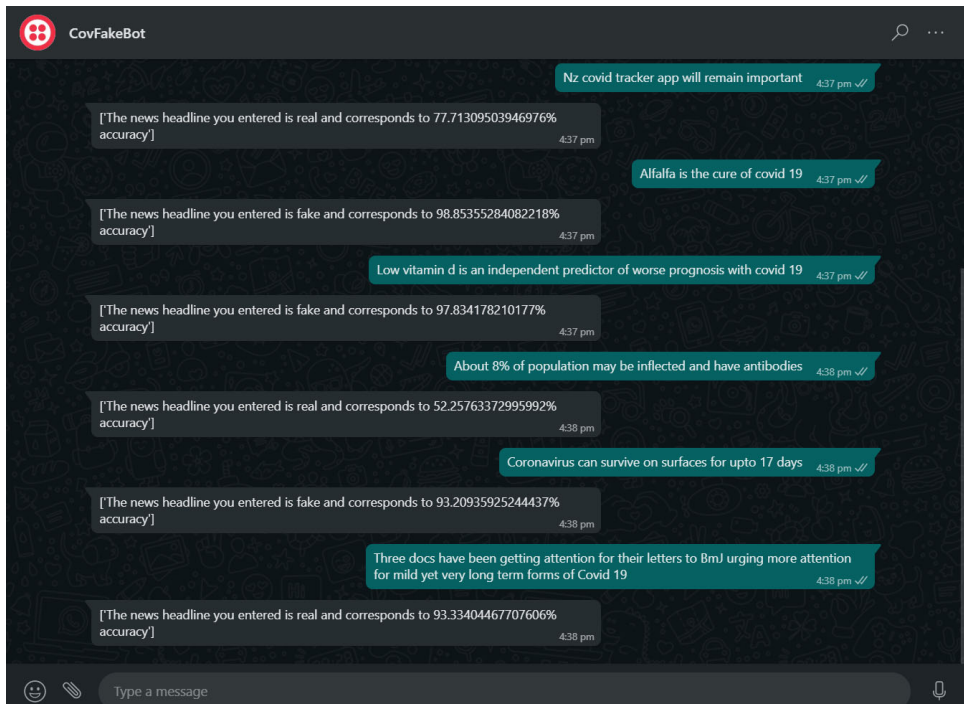 CovFakeBot
Nz covid tracker app will remain important 4:37 pm
['The news headline you entered is real and corresponds to 77.71309503946976%
accuracy']
4:37 pm
Alfalfa is the cure of covid 19 4:37 pm
['The news headline you entered is fake and corresponds to 98.85355284082218%
accuracy']
4:37 pm
Low vitamin d is an independent predictor of worse prognosis with covid 19 4:37 pm
['The news headline you entered is fake and corresponds to 97.834178210177%
accuracy']
4:37 pm
About 8% of population may be inflected and have antibodies 4:38 pm
['The news headline you entered is real and corresponds to 52.25763372995992%
accuracy']
4:38 pm
Coronavirus can survive on surfaces for upto 17 days 4:38 pm
['The news headline you entered is fake and corresponds to 93.20935925244437%
accuracy']
4:38 pm
Three docs have been getting attention for their letters to BmJ urging more attention
for mild yet very long term forms of Covid 19 4:38 pm
['The news headline you entered is real and corresponds to 93.33404467707606%
accuracy']
4:38 pm
Type a message